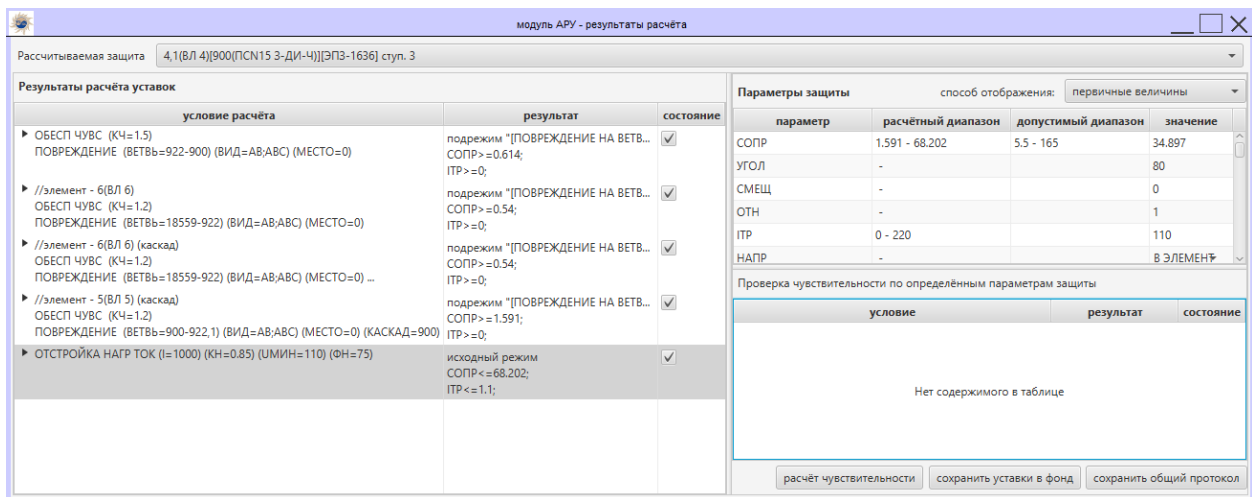 модуль АРУ - результаты расчёта
Рассчитываемая защита 4,1(ВЛ 4)[900(ПСN15 3-ДИ-Ч)][ЭПЗ-1636] ступ. 3
Результаты расчёта уставок
условие расчёта результат состояние
ОБЕСП ЧУВС (КЧ=1.5)
ПОВРЕЖДЕНИЕ (ВЕТВЬ=922-900) (ВИД=АВ;АВС) (МЕСТО=0)
подрежим "[ПОВРЕЖДЕНИЕ НА ВЕТВ...
СОПР>=0.614;
ITP>=0;
//элемент - 6(ВЛ 6)
ОБЕСП ЧУВС (КЧ=1.2)
ПОВРЕЖДЕНИЕ (ВЕТВЬ=18559-922) (ВИД=АВ;АВС) (МЕСТО=0)
подрежим "[ПОВРЕЖДЕНИЕ НА ВЕТВ...
СОПР>=0.54;
ITP>=0;
//элемент - 6(ВЛ 6) (каскад)
ОБЕСП ЧУВС (КЧ=1.2)
ПОВРЕЖДЕНИЕ (ВЕТВЬ=18559-922) (ВИД=АВ;АВС) (МЕСТО=0) ...
подрежим "[ПОВРЕЖДЕНИЕ НА ВЕТВ...
СОПР>=0.54;
ITP>=0;
//элемент - 5(ВЛ 5) (каскад)
ОБЕСП ЧУВС (КЧ=1.2)
ПОВРЕЖДЕНИЕ (ВЕТВЬ=900-922,1) (ВИД=АВ;АВС) (МЕСТО=0) (КАСКАД=900)
подрежим "[ПОВРЕЖДЕНИЕ НА ВЕТВ...
СОПР>=1.591;
ITP>=0;
ОТСТРОЙКА НАГР ТОК (I=1000) (КН=0.85) (UМИН=110) (ФН=75)
исходный режим
СОПР<=68.202;
ITP<=1.1;
Параметры защиты способ отображения: первичные величины
параметр расчётный диапазон допустимый диапазон значение
СОПР 1.591 - 68.202 5.5 - 165 34.897
УГОЛ - 80
СМЕЩ - 0
ОТН - 1
ITP 0 - 220 110
НАПР - В ЭЛЕМЕНТ
Проверка чувствительности по определённым параметрам защиты
условие результат состояние
Нет содержимого в таблице
расчёт чувствительности сохранить уставки в фонд сохранить общий протокол